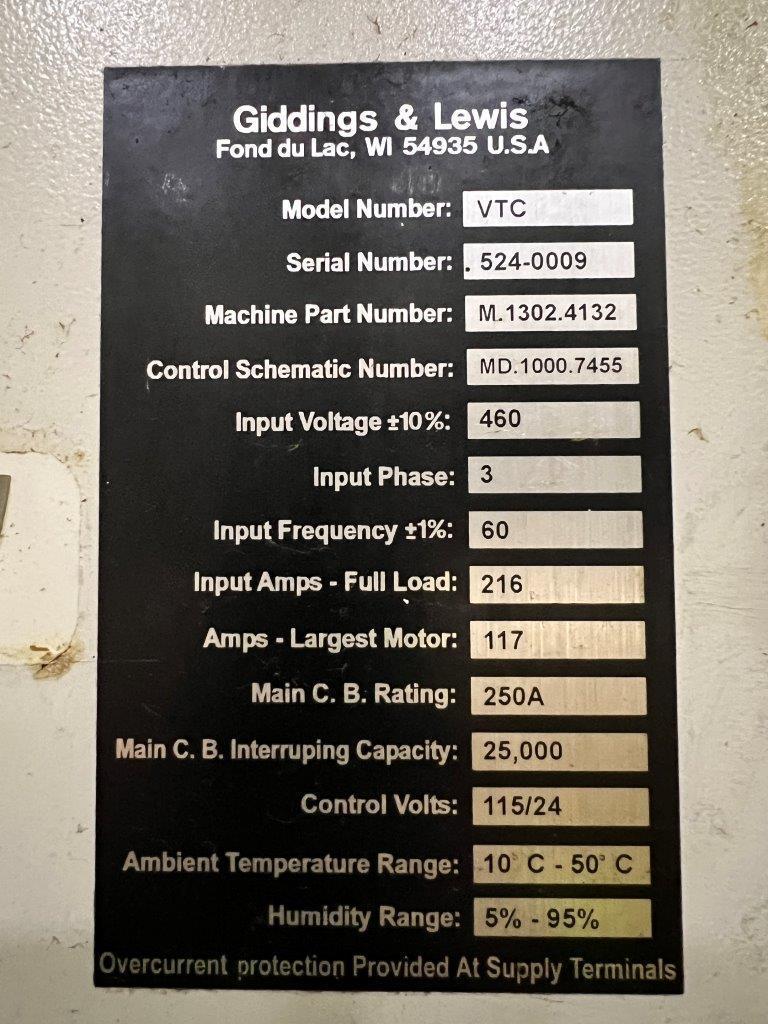 Giddings & Lewis
Fond du Lac, WI 54935 U.S.A
Model Number: VTC
Serial Number: 524-0009
Machine Part Number: M.1302.4132
Control Schematic Number: MD.1000.7455
Input Voltage ±10%: 460
Input Phase: 3
Input Frequency ±1%: 60
Input Amps - Full Load: 216
Amps - Largest Motor: 117
Main C. B. Rating: 250A
Main C. B. Interruping Capacity: 25,000
Control Volts: 115/24
Ambient Temperature Range: 10° C - 50° C
Humidity Range: 5% - 95%
Overcurrent protection Provided At Supply Terminals